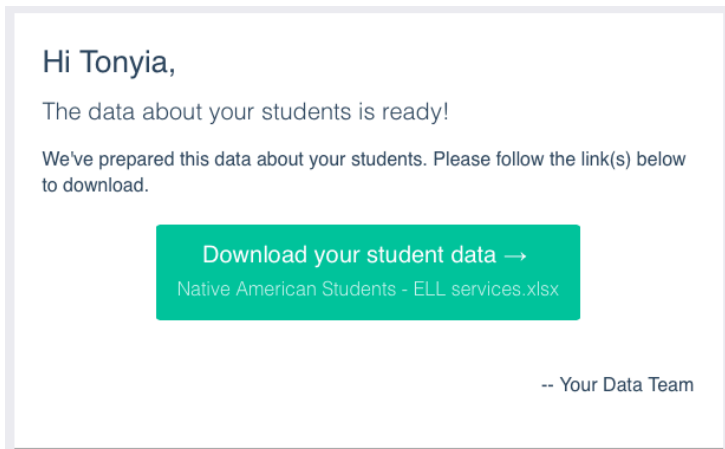 Hi Tonyia,
The data about your students is ready!
We've prepared this data about your students. Please follow the link(s) below
to download.
Download your student data →
Native American Students - ELL services.xlsx
-- Your Data Team